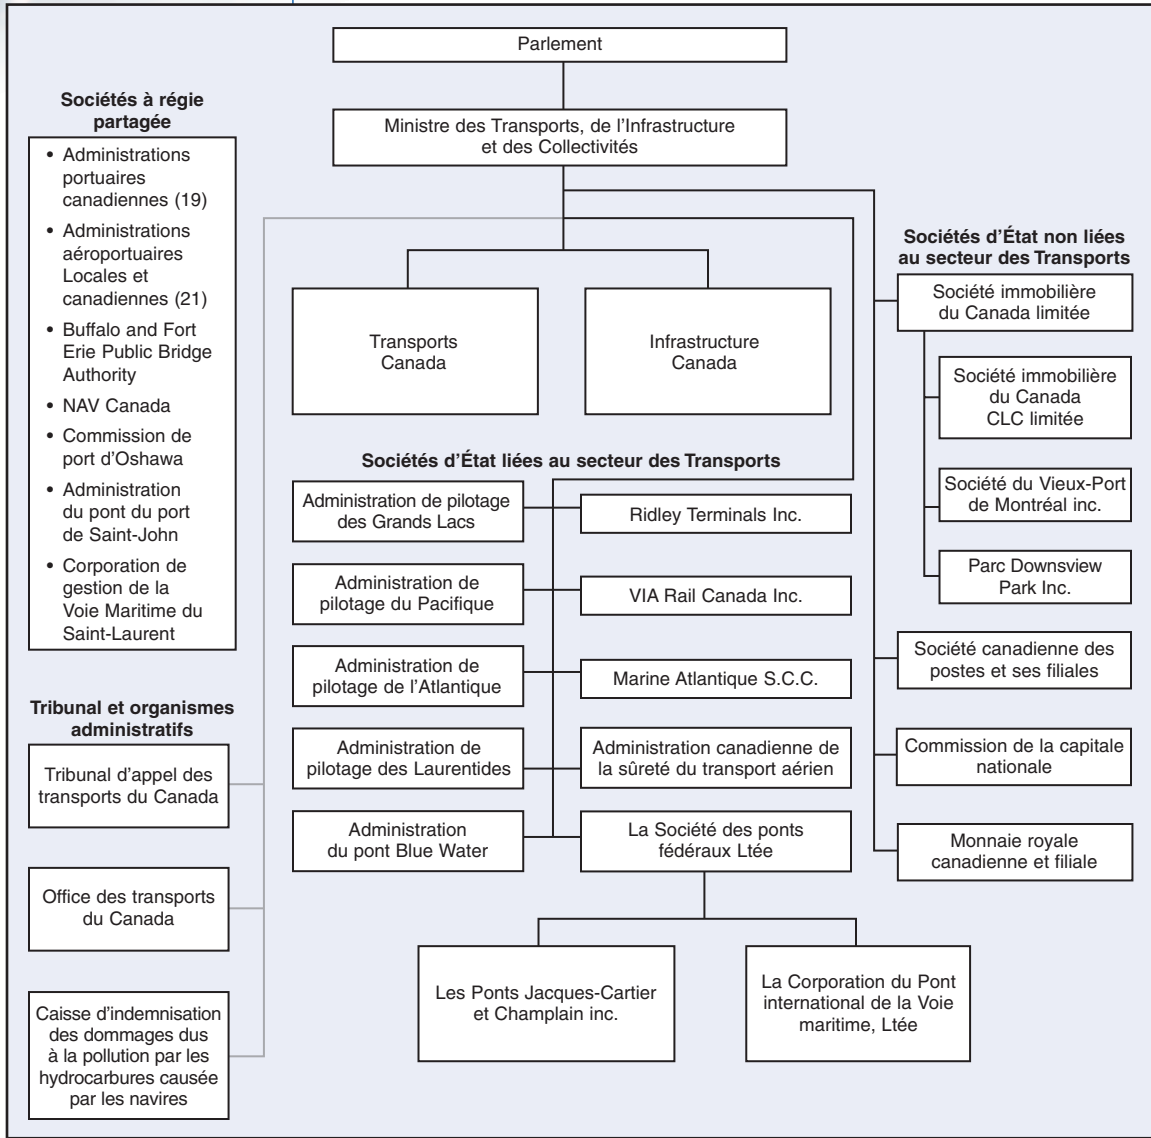 Parlement
Ministre des Transports, de l'Infrastructure
et des Collectivités
Sociétés à régie
partagée
• Administrations
portuaires
canadiennes (19)
• Administrations
aéroportuaires
Locales et
canadiennes (21)
• Buffalo and Fort
Erie Public Bridge
Authority
• NAV Canada
• Commission de
port d'Oshawa
• Administration
du pont du port
de Saint-John
• Corporation de
gestion de la
Voie Maritime du
Saint-Laurent
Tribunal et organismes
administratifs
Tribunal d'appel des
transports du Canada
Office des transports
du Canada
Caisse d'indemnisation
des dommages dus
à la pollution par les
hydrocarbures causée
par les navires
Transports
Canada
Infrastructure
Canada
Sociétés d'État liées au secteur des Transports
Administration de pilotage
des Grands Lacs
Ridley Terminals Inc.
Administration de
pilotage du Pacifique
VIA Rail Canada Inc.
Administration de
pilotage de l'Atlantique
Marine Atlantique S.C.C.
Administration de
pilotage des Laurentides
Administration canadienne de
la sûreté du transport aérien
Administration
du pont Blue Water
La Société des ponts
fédéraux Ltée
Les Ponts Jacques-Cartier
et Champlain inc.
La Corporation du Pont
international de la Voie
maritime, Ltée
Sociétés d'État non liées
au secteur des Transports
Société immobilière
du Canada limitée
Société immobilière
du Canada
CLC limitée
Société du Vieux-Port
de Montréal inc.
Parc Downsview
Park Inc.
Société canadienne des
postes et ses filiales
Commission de la capitale
nationale
Monnaie royale
canadienne et filiale